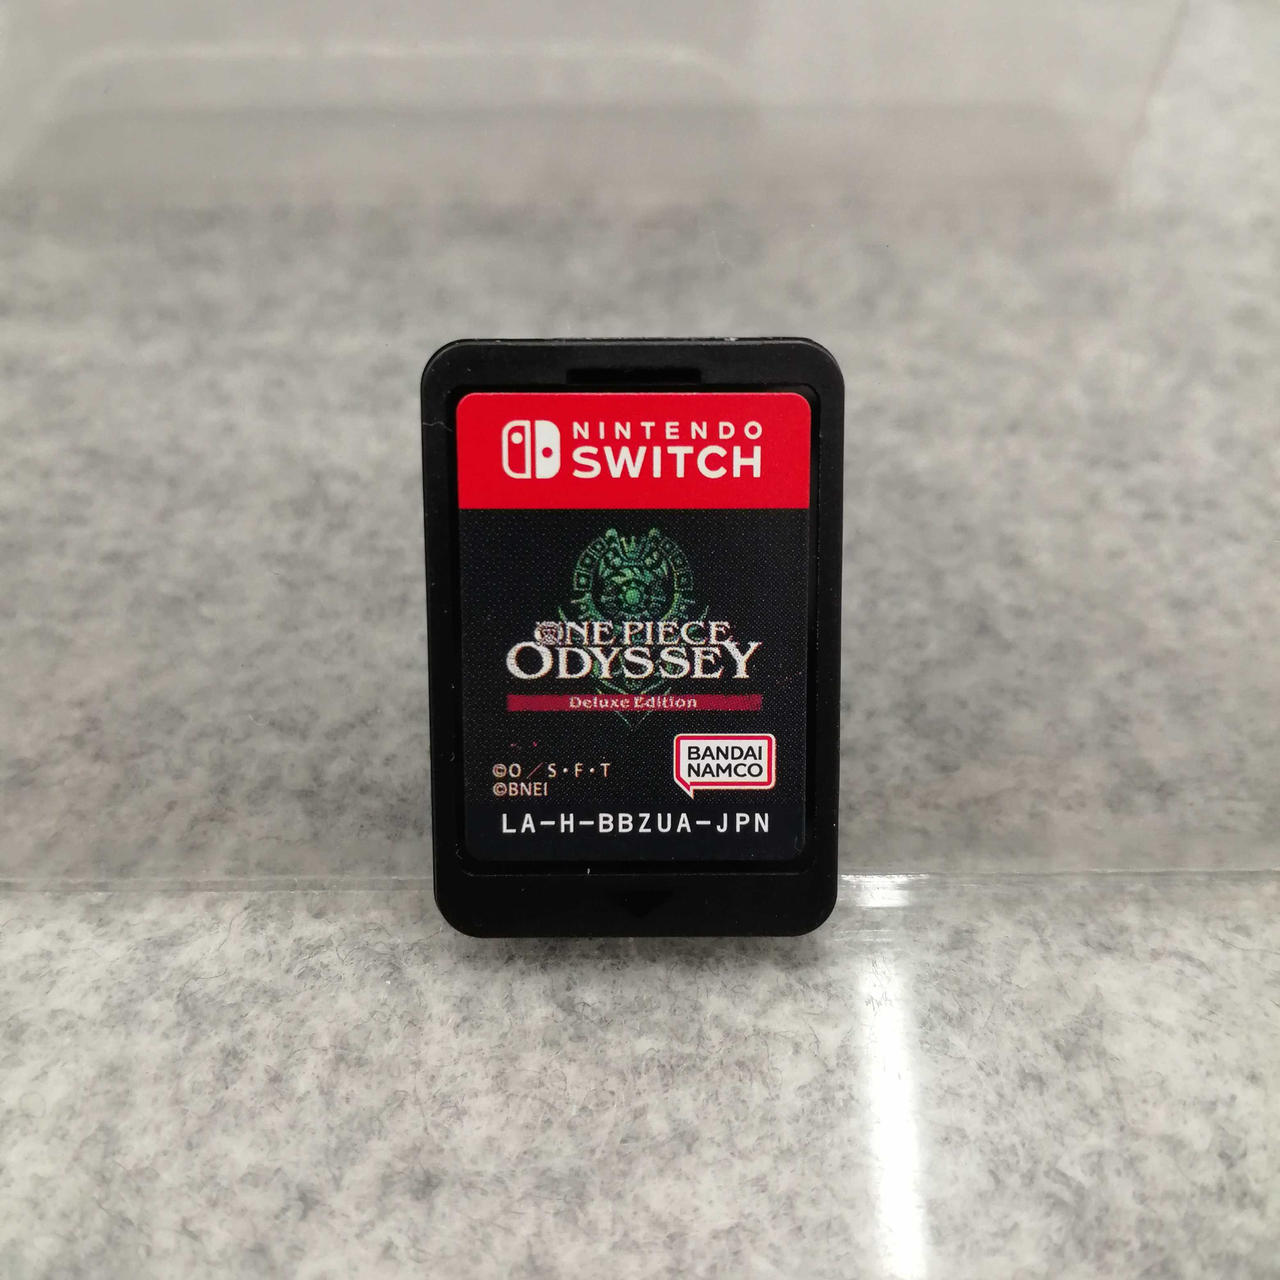 NINTENDO
SWITCH
ONE PIECE
ODYSSEY
Deluxe Edition
BANDAI
NAMCO
©O/S・F・T
©BNEI
LA-H-BBZUA-JPN